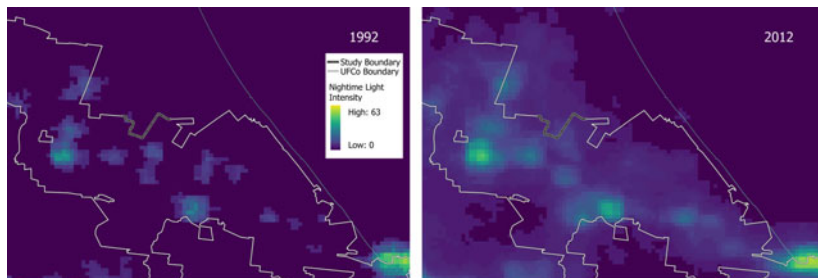 1992
Study Boundary
UFCo Boundary
Nightime Light
Intensity
High: 63
Low: 0
2012